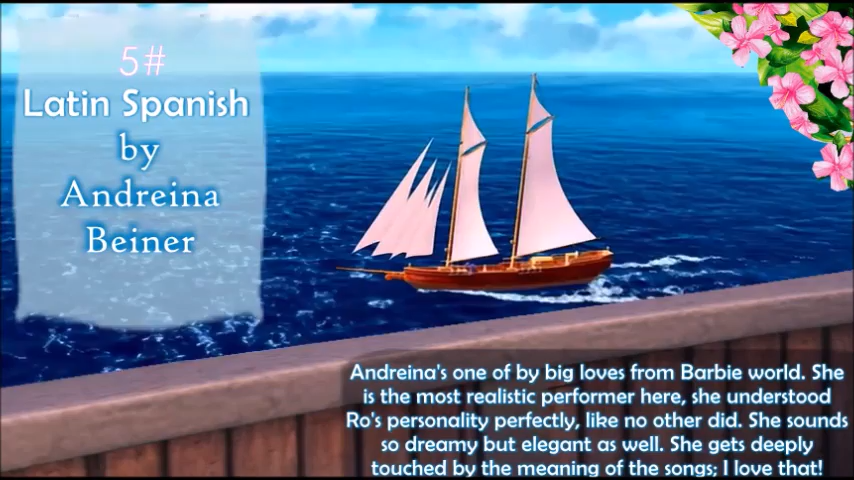 5#
Latin Spanish
by
Andreina
Beiner
Andreina's one of by big loves from Barbie world. She
is the most realistic performer here, she understood
Ro's personality perfectly, like no other did. She sounds
so dreamy but elegant as well. She gets deeply
touched by the meaning of the songs; I love that!